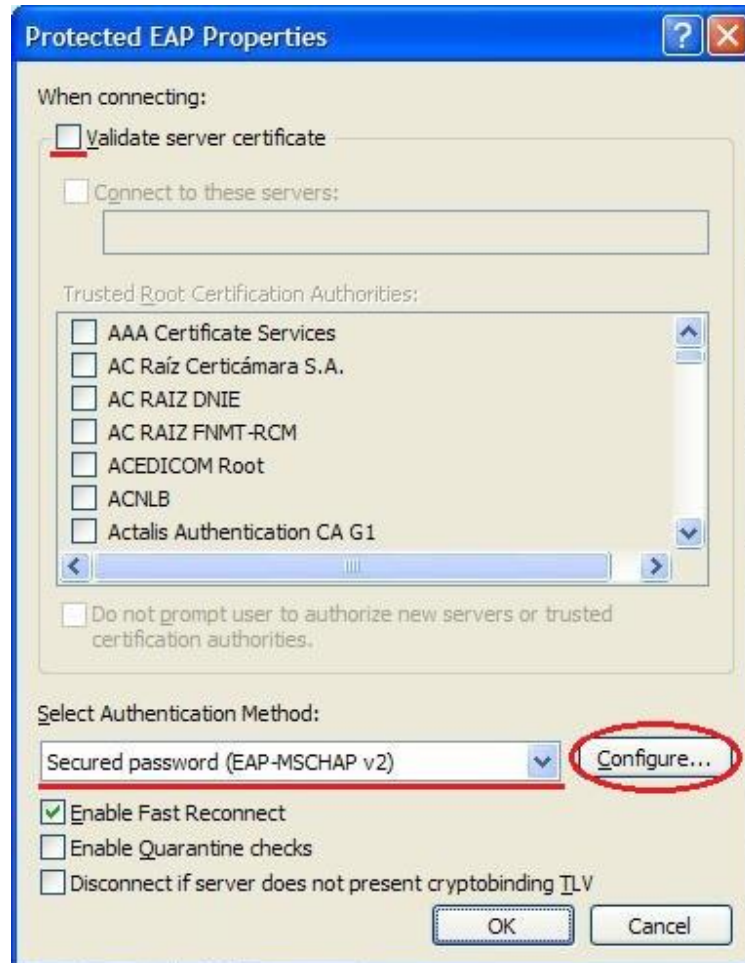 Protected EAP Properties
When connecting:
Validate server certificate
Connect to these servers:
Trusted Root Certification Authorities:
AAA Certificate Services
AC Raíz Certicámara S.A.
AC RAIZ DNIE
AC RAIZ FNMT-RCM
ACEDICOM Root
ACNLB
Actalis Authentication CA G1
Do not prompt user to authorize new servers or trusted
certification authorities.
Select Authentication Method:
Secured password (EAP-MSCHAP v2)
Configure...
Enable Fast Reconnect
Enable Quarantine checks
Disconnect if server does not present cryptobinding TLV
OK
Cancel